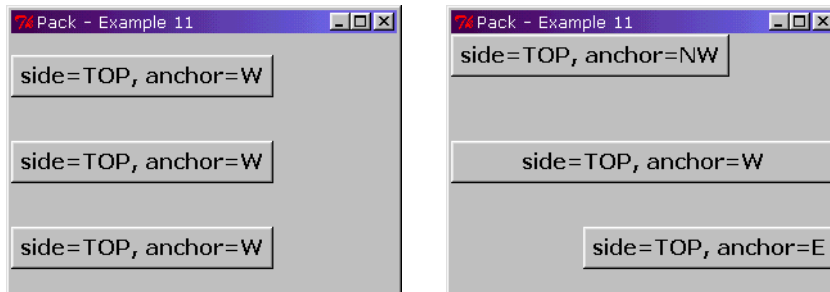 Pack - Example 11
side=TOP, anchor=W
side=TOP, anchor=W
side=TOP, anchor=W
Pack - Example 11
side=TOP, anchor=NW
side=TOP, anchor=W
side=TOP, anchor=E